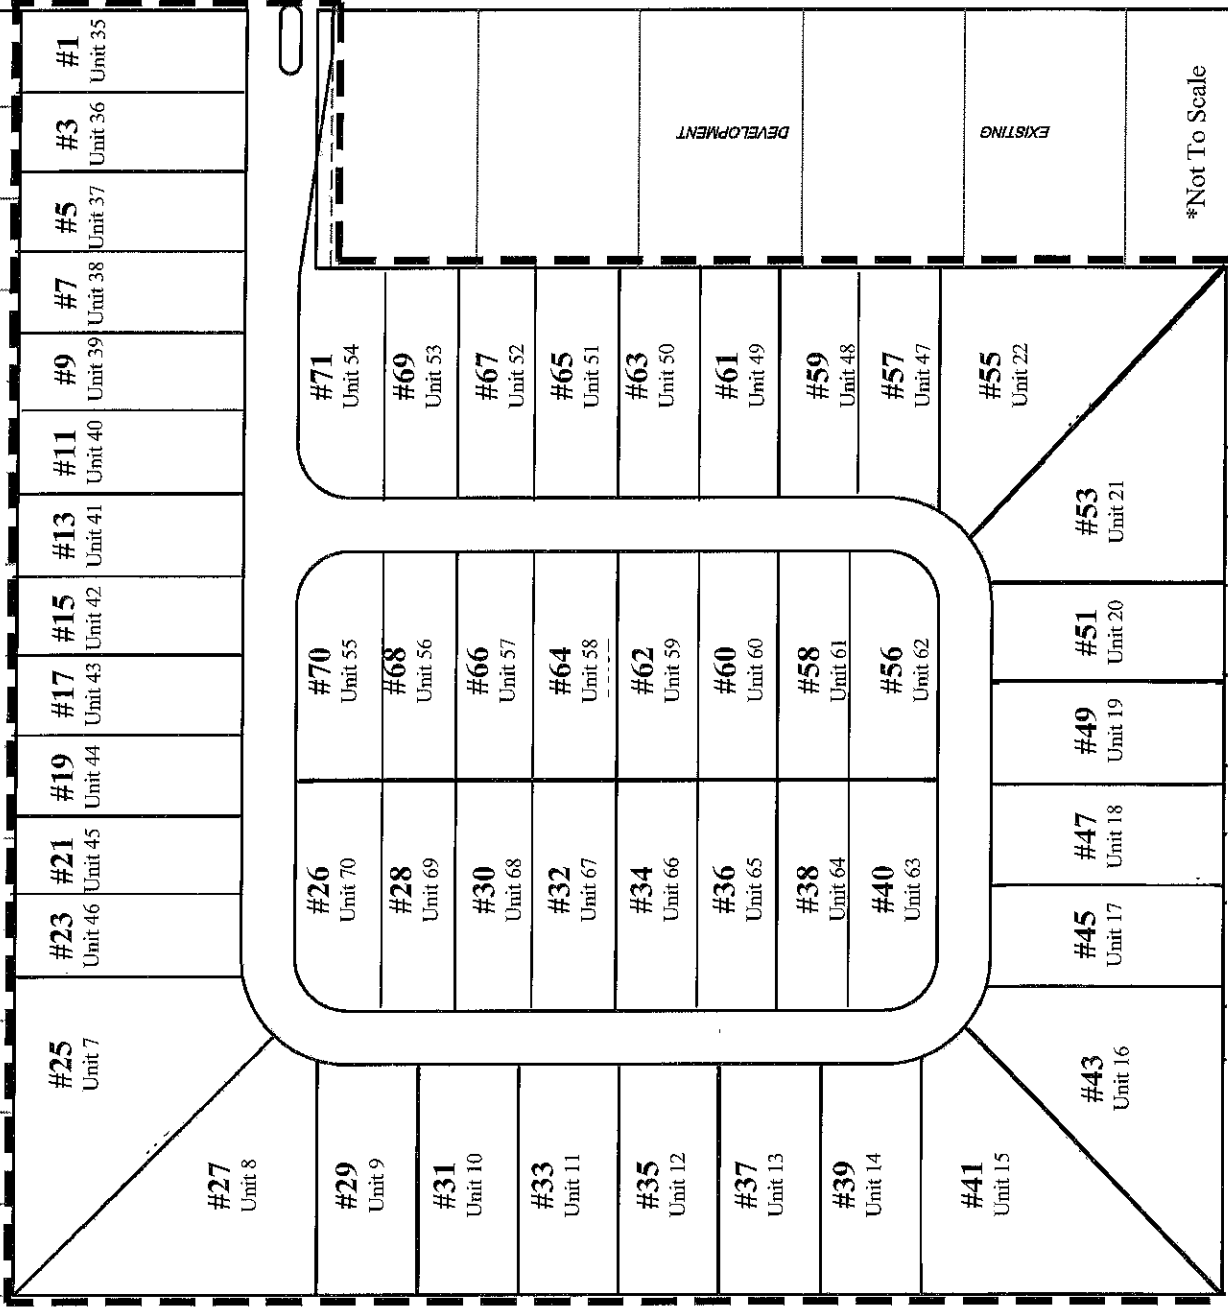 #1
Unit 35
#3
Unit 36
#5
Unit 37
#7
Unit 38
#9
Unit 39
#11
Unit 40
#13
Unit 41
#15
Unit 42
#17
Unit 43
#19
Unit 44
#21
Unit 45
#23
Unit 46
#25
Unit 7
#27
Unit 8
#29
Unit 9
#31
Unit 10
#33
Unit 11
#35
Unit 12
#37
Unit 13
#39
Unit 14
#41
Unit 15
#43
Unit 16
#45
Unit 17
#47
Unit 18
#49
Unit 19
#51
Unit 20
#53
Unit 21
#55
Unit 22
#57
Unit 47
#59
Unit 48
#61
Unit 49
#63
Unit 50
#65
Unit 51
#67
Unit 52
#69
Unit 53
#71
Unit 54
#70
Unit 55
#68
Unit 56
#66
Unit 57
#64
Unit 58
#62
Unit 59
#60
Unit 60
#58
Unit 61
#56
Unit 62
#26
Unit 70
#28
Unit 69
#30
Unit 68
#32
Unit 67
#34
Unit 66
#36
Unit 65
#38
Unit 64
#40
Unit 63
EXISTING
DEVELOPMENT
*Not To Scale